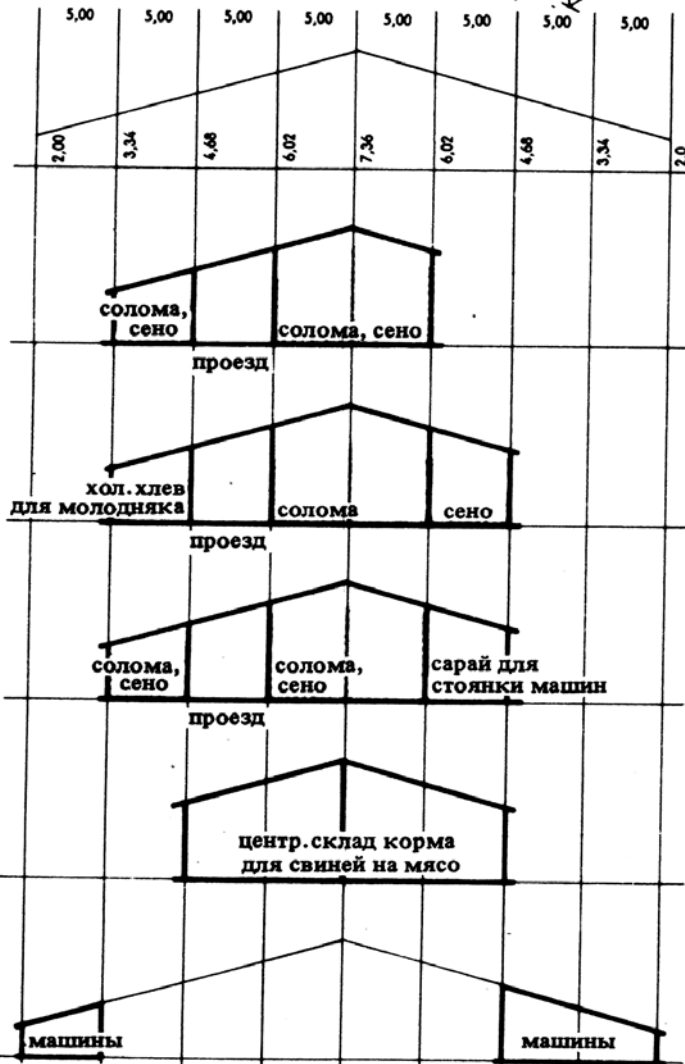 5,00 5,00 5,00 5,00 5,00 5,00 5,00 5,00
2,00 3,34 4,68 6,02 7,36 6,02 4,68 3,34 2,0
солома,
сено
солома, сено
проезд
хол.хлев
для молодняка
солома
сено
проезд
солома,
сено
солома,
сено
сарай для
стоянки машин
проезд
центр.склад корма
для свиней на мясо
машины
машины